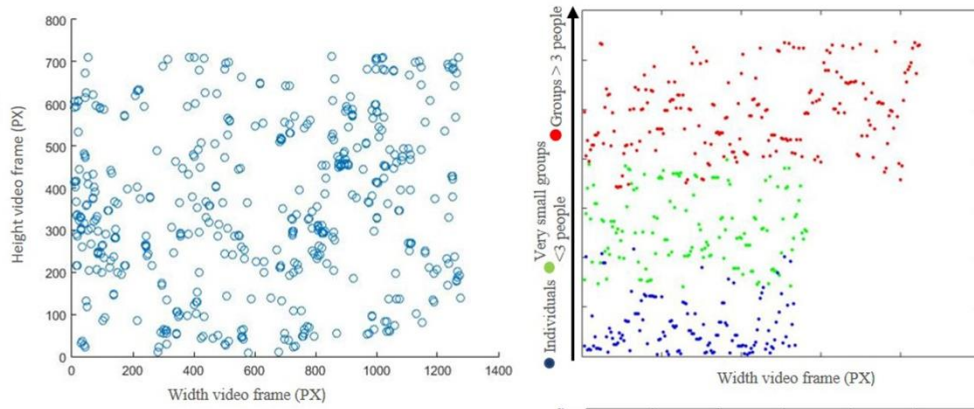 800
700
600
500
400
300
200
100
0
Height video frame (PX)
0 200 400 600 800 1000 1200 1400
Width video frame (PX)
Individuals
Very small groups
<3 people
Groups > 3 people
Width video frame (PX)